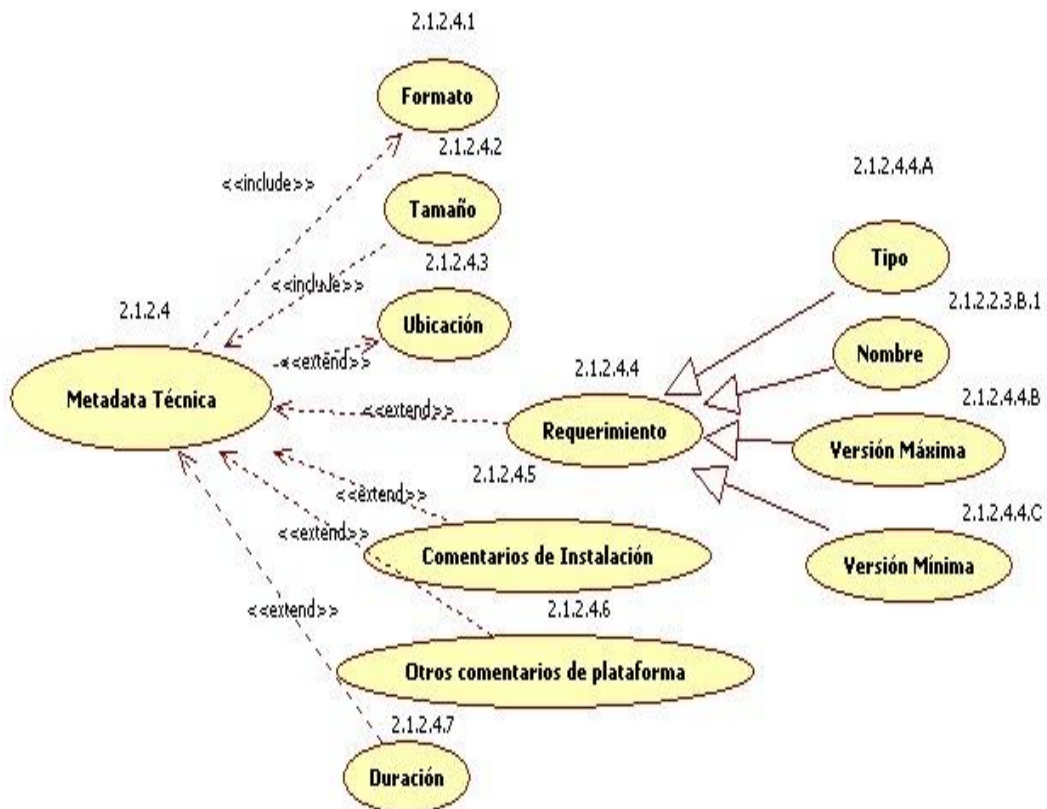 2.1.2.4.1
Formato
2.1.2.4.2
<<include>>
Tamaño
2.1.2.4.3
<<include>>
Ubicación
2.1.2.4
<<extend>>
Metadata Técnica
2.1.2.4.4.A
Tipo
2.1.2.2.3.B.1
Nombre
2.1.2.4.4
<<extend>>
Requerimiento
2.1.2.4.4.B
Versión Máxima
2.1.2.4.4.C
Versión Mínima
2.1.2.4.5
<<extend>>
Comentarios de Instalación
<<extend>>
2.1.2.4.6
Otros comentarios de plataforma
<<extend>>
2.1.2.4.7
Duración